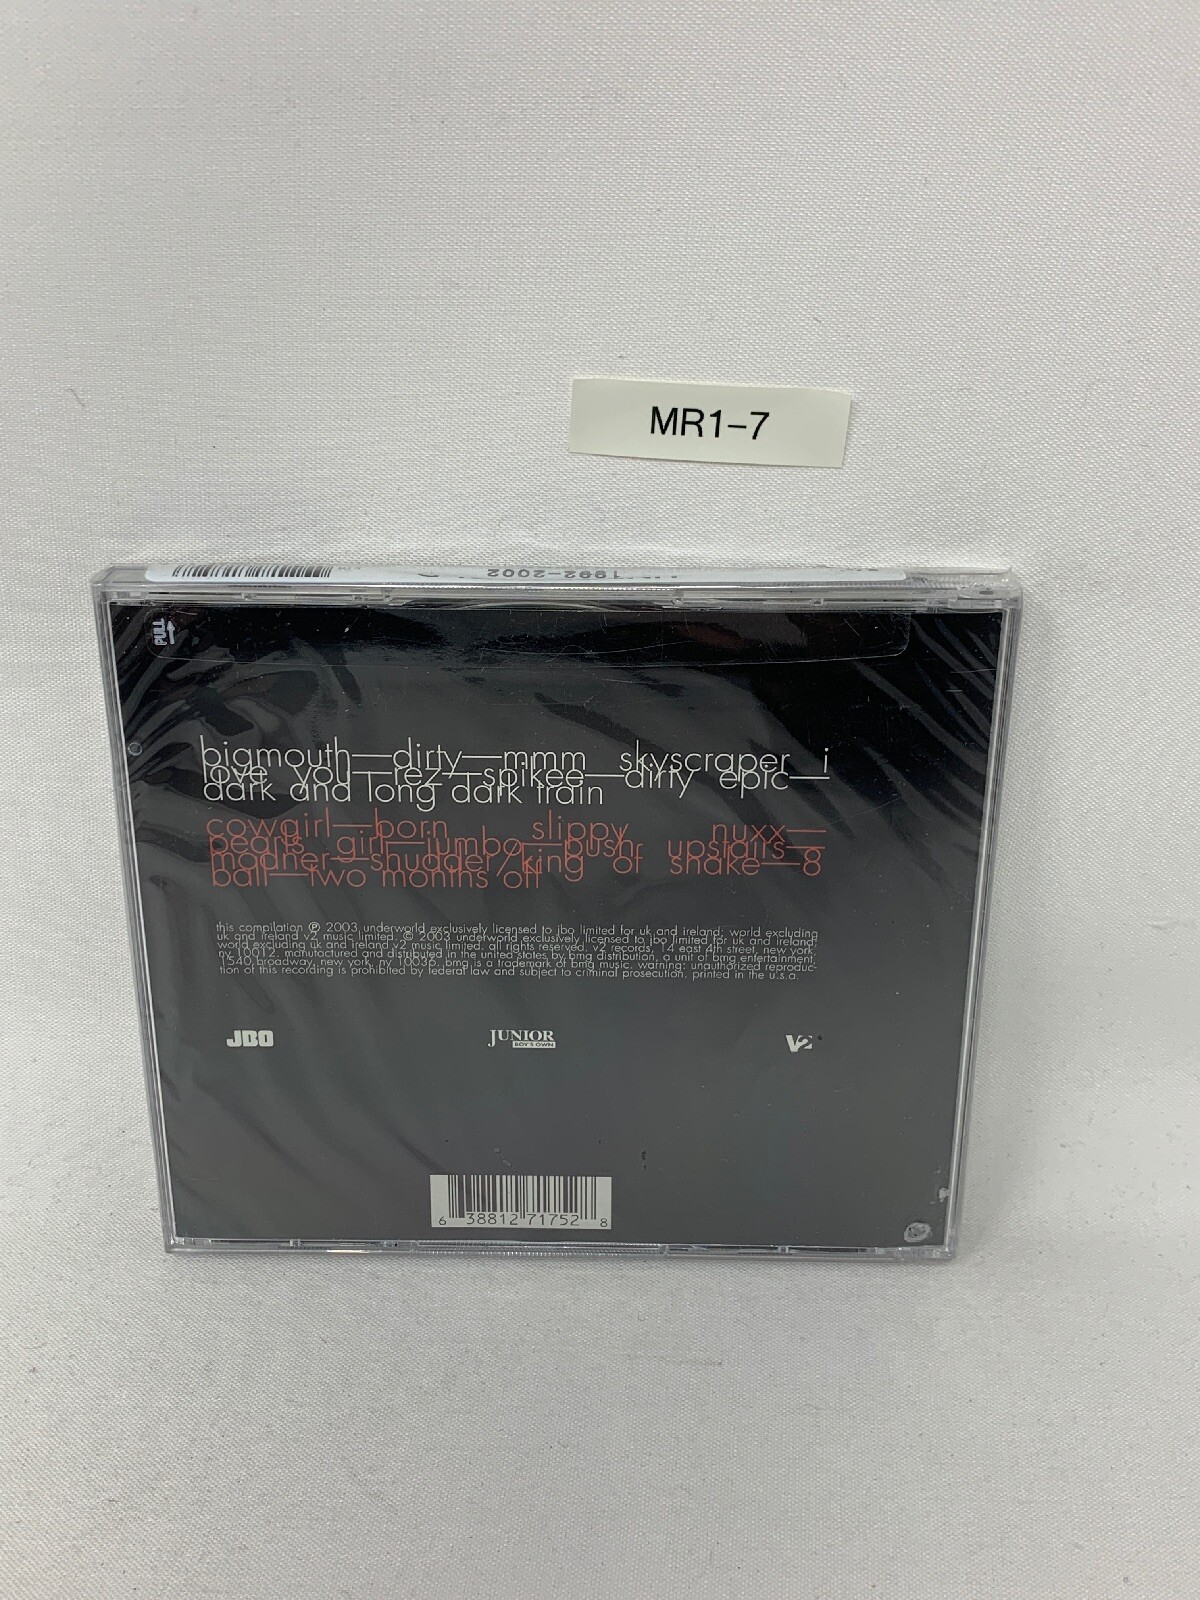 MR1-7
1992-2002
PULL
bigmouth—dirty—mmm skyscraper i
love you—rez—spikee—dirty epic—
dark and long dark train
cowgirl—born slippy nuxx—
pearls girl—jumbo—push upstairs—
moaner—shudder/king of snake—8
ball—two months off
this compilation ℗ 2003 underworld exclusively licensed to jbo limited for uk and ireland; world excluding
uk and ireland v2 music limited. © 2003 underworld exclusively licensed to jbo limited for uk and ireland;
world excluding uk and ireland v2 music limited. all rights reserved. v2 records, 14 east 4th street, new york,
ny 10012. manufactured and distributed in the united states by bmg distribution, a unit of bmg entertainment,
1540 broadway, new york, ny 10036. bmg is a trademark of bmg music. warning: unauthorized reproduc-
tion of this recording is prohibited by federal law and subject to criminal prosecution. printed in the u.s.a.
JBO
JUNIOR
BOY'S OWN
V2
6 38812 71752 8